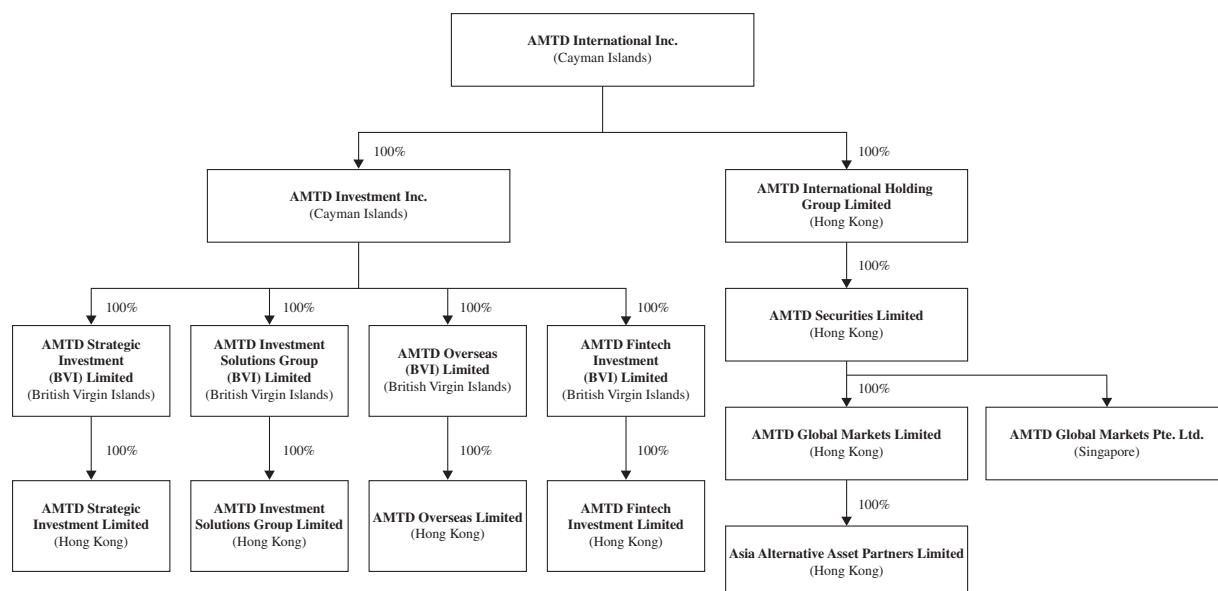 AMTD International Inc.
(Cayman Islands)
100%
100%
AMTD Investment Inc.
(Cayman Islands)
AMTD International Holding
Group Limited
(Hong Kong)
100%
100%
100%
100%
100%
AMTD Strategic
Investment
(BVI) Limited
(British Virgin Islands)
AMTD Investment
Solutions Group
(BVI) Limited
(British Virgin Islands)
AMTD Overseas
(BVI) Limited
(British Virgin Islands)
AMTD Fintech
Investment
(BVI) Limited
(British Virgin Islands)
AMTD Securities Limited
(Hong Kong)
100%
100%
100%
100%
100%
100%
AMTD Global Markets Limited
(Hong Kong)
AMTD Global Markets Pte. Ltd.
(Singapore)
AMTD Strategic
Investment Limited
(Hong Kong)
AMTD Investment
Solutions Group Limited
(Hong Kong)
AMTD Overseas Limited
(Hong Kong)
AMTD Fintech
Investment Limited
(Hong Kong)
100%
Asia Alternative Asset Partners Limited
(Hong Kong)